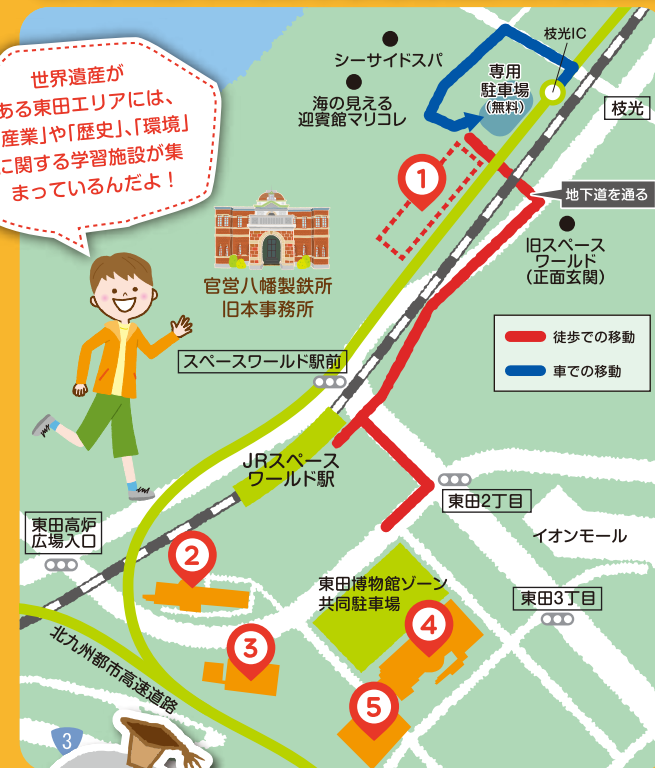 世界遺産が
ある東田エリアには、
産業」や「歴史」、「環境」
に関する学習施設が集
まっているんだよ！
枝光IC
シーサイドスパ
海の見える
迎賓館マリコレ
専用
駐車場
（無料）
枝光
1
地下道を通る
旧スペース
ワールド
（正面玄関）
官営八幡製鉄所
旧本事務所
徒歩での移動
車での移動
スペースワールド駅前
JRスペース
ワールド駅
東田2丁目
東田高炉
広場入口
イオンモール
2
東田博物館ゾーン
共同駐車場
東田3丁目
4
3
北九州都市高速道路
5
3